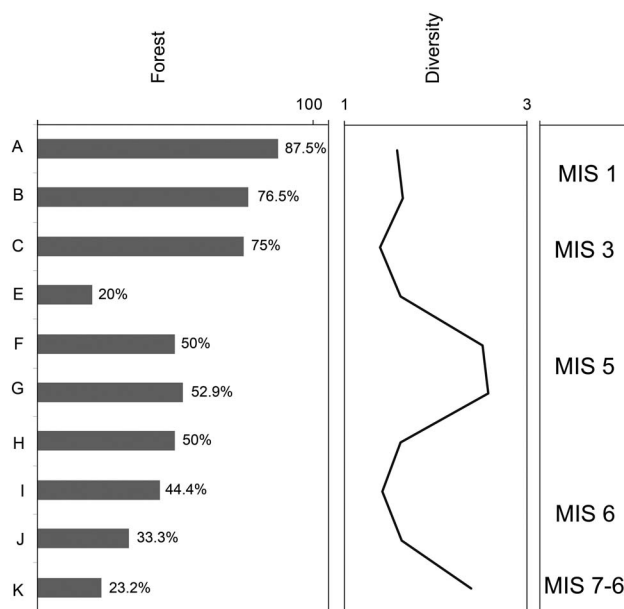 Forest
Diversity
100
1
3
A
87.5%
MIS 1
B
76.5%
C
75%
MIS 3
E
20%
F
50%
MIS 5
G
52.9%
H
50%
I
44.4%
MIS 6
J
33.3%
K
23.2%
MIS 7-6